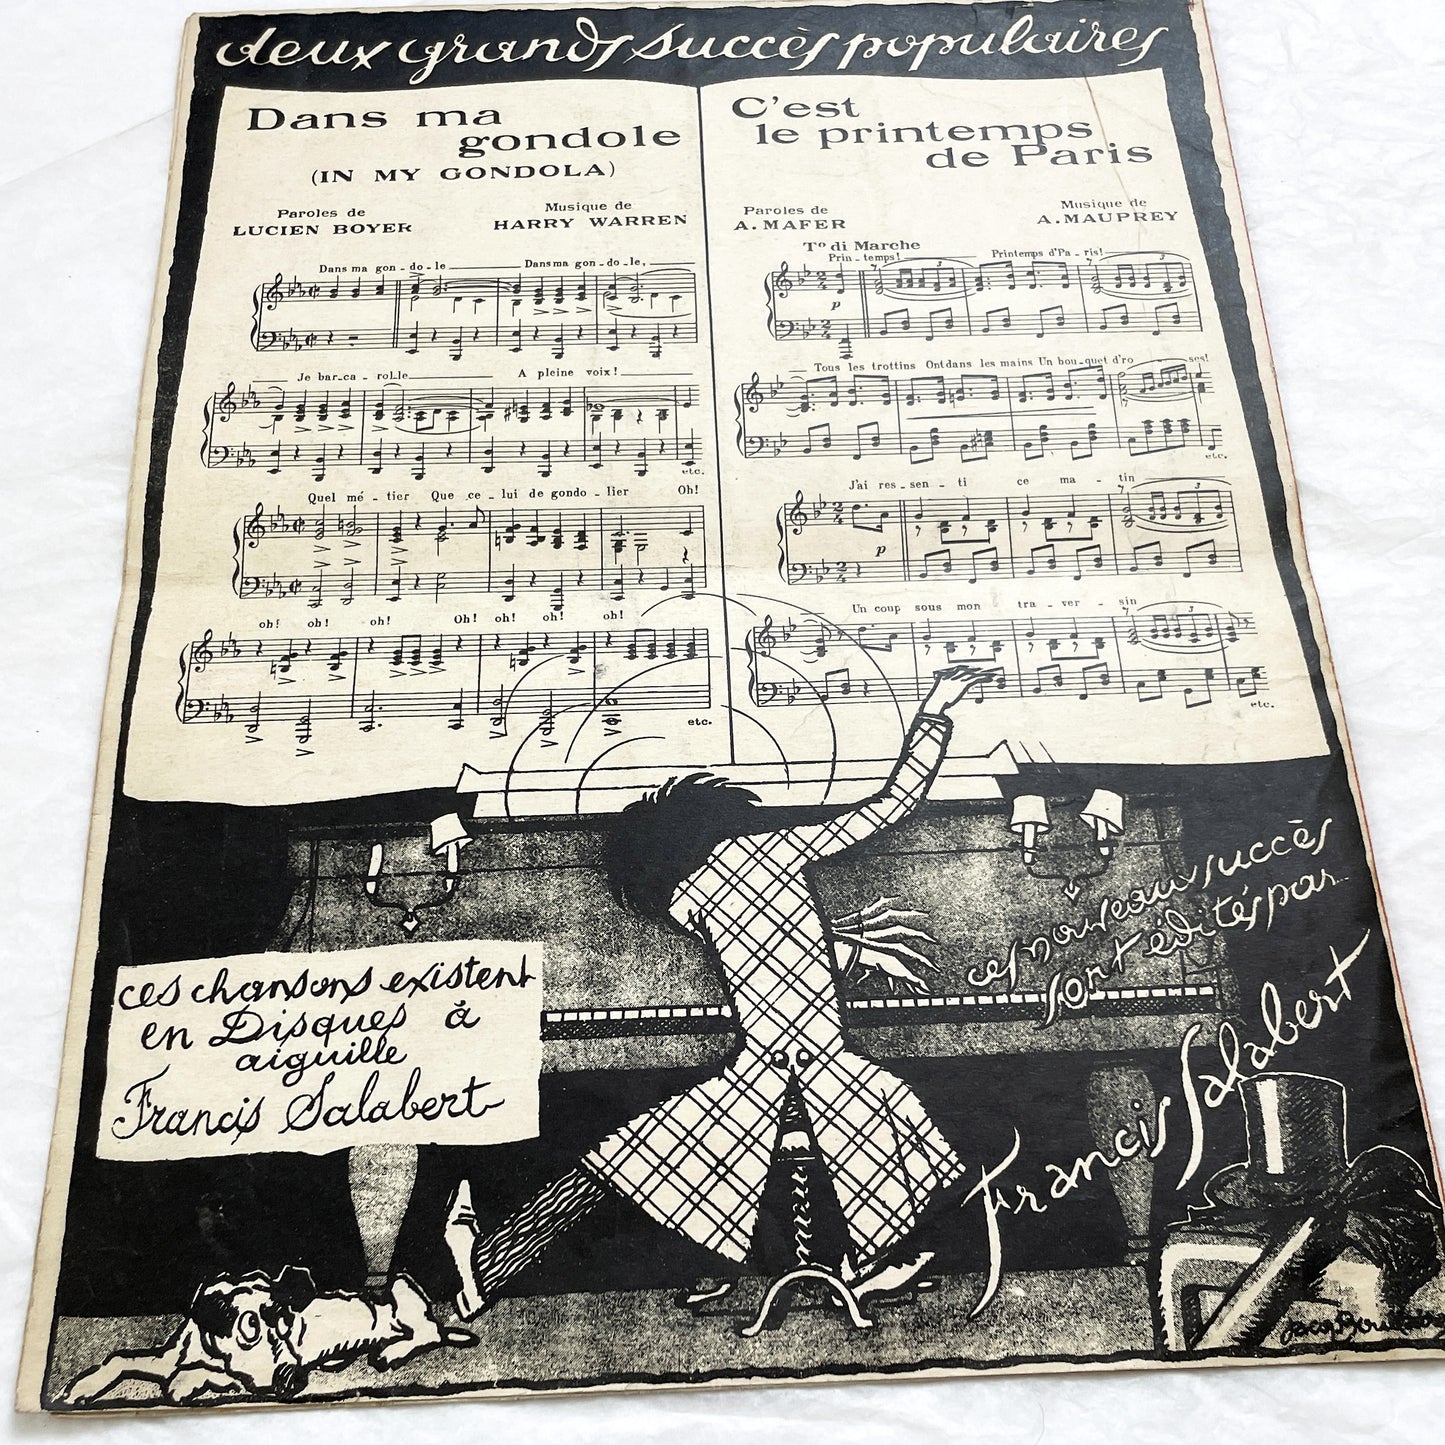 deux grands succès populaires
Dans ma
gondole
(IN MY GONDOLA)
Paroles de
LUCIEN BOYER
Musique de
HARRY WARREN
Dans ma gon - do - le Dans ma gon - do - le,
Je bar - ca - rol - le A pleine voix!
etc.
Quel mé - tier Que ce - lui de gondo - lier Oh!
oh! oh! oh! Oh! oh! oh! oh!
etc.
C'est
le printemps
de Paris
Paroles de
A. MAFER
Musique de
A. MAUPREY
To di Marche
Prin - temps! Printemps d'Pa - ris!
p
Tous les trottins Ont dans les mains Un bou - quet d'ro - ses!
etc.
J'ai res - sen - ti ce ma - tin
p
Un coup sous mon tra - ver - sin
etc.
ces chansons existent
en Disques à
aiguille
Francis Salabert
ces nouveaux succès
sont édités par
Francis Salabert